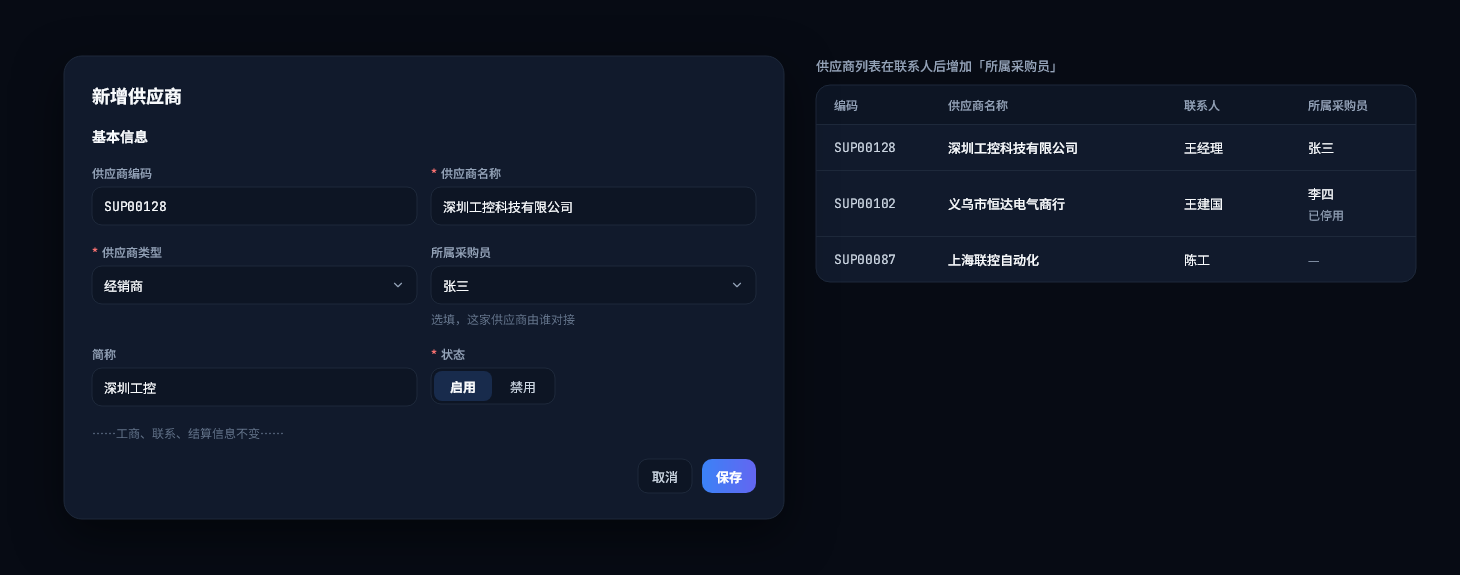 新增供应商
基本信息
供应商编码
* 供应商名称
SUP00128
深圳工控科技有限公司
* 供应商类型
所属采购员
经销商
张三
选填，这家供应商由谁对接
简称
* 状态
深圳工控
启用
禁用
⋯⋯工商、联系、结算信息不变⋯⋯
取消
保存
供应商列表在联系人后增加「所属采购员」
编码 供应商名称 联系人 所属采购员
SUP00128 深圳工控科技有限公司 王经理 张三
SUP00102 义乌市恒达电气商行 王建国 李四
已停用
SUP00087 上海联控自动化 陈工 —